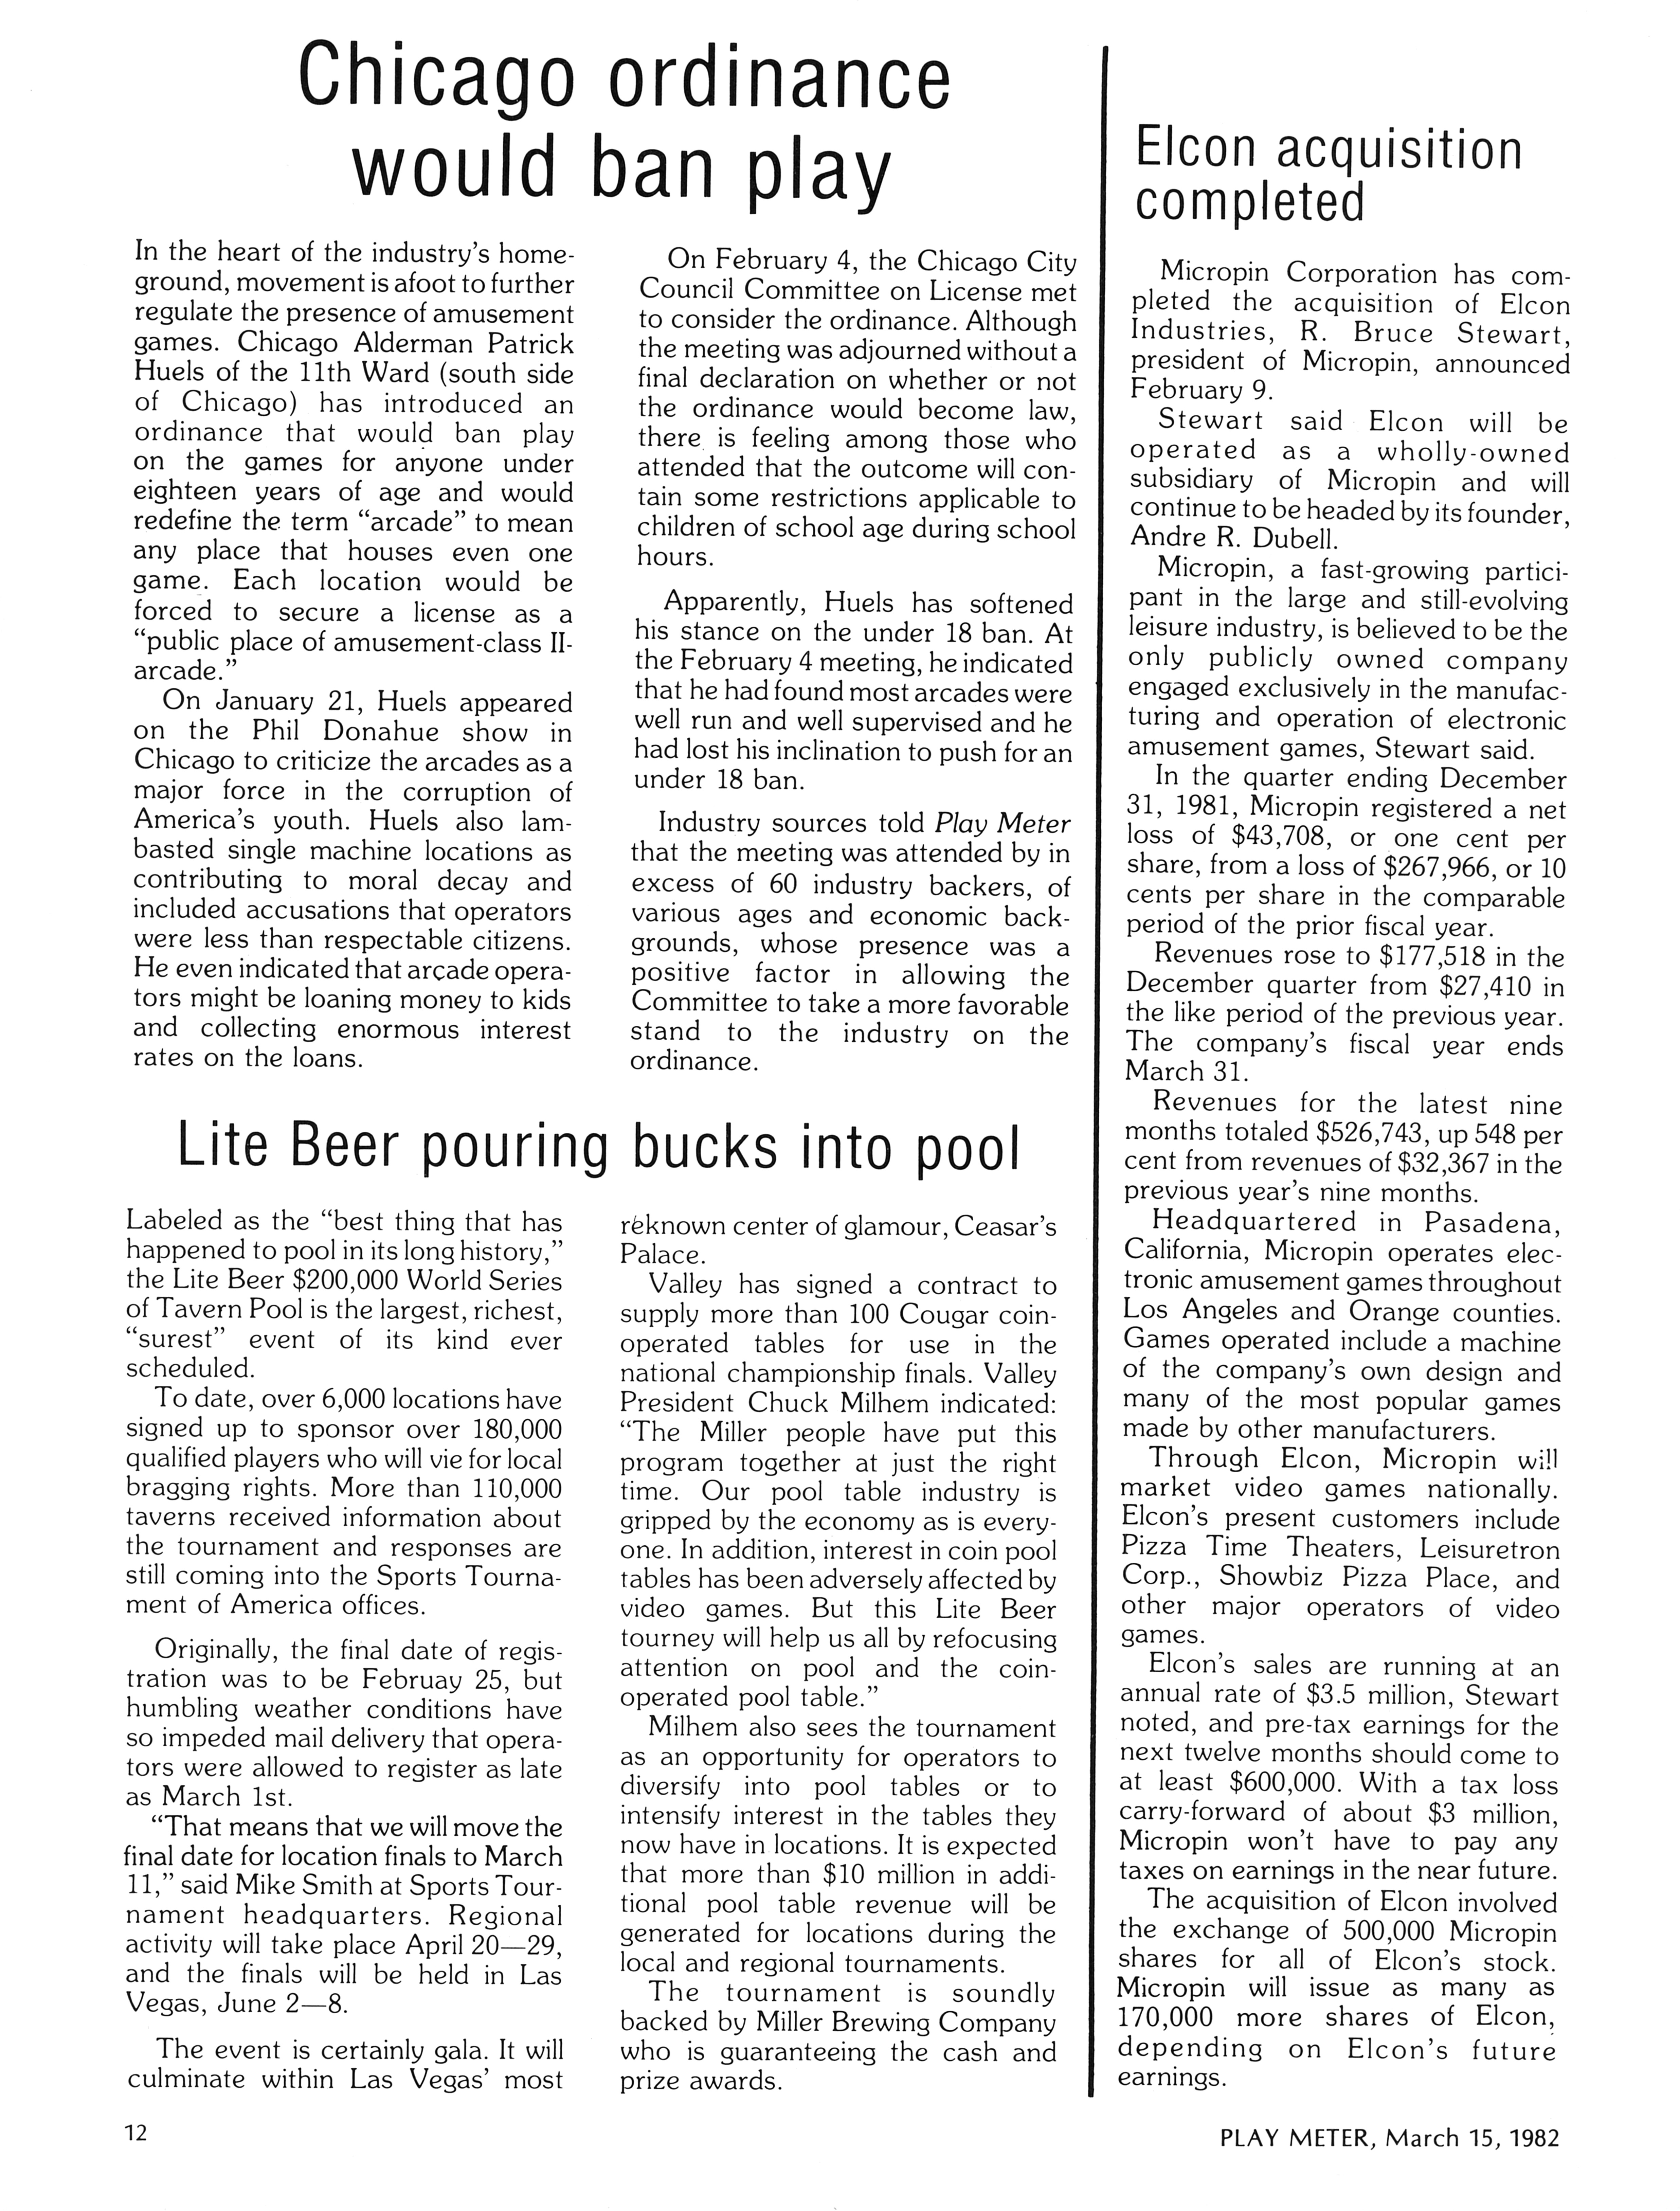 Chicago ordinance
would ban play
In the heart of the industry's home-
ground, movement is afoot to further
regulate the presence of amusement
games. Chicago Alderman Patrick
Huels of the 11th Ward (south side
of Chicago) has introduced an
ordinance that would ban play
on the games for anyone under
eighteen years of age and would
redefine the term “arcade” to mean
any place that houses even one
game. Each location would be
forced to secure a license as a
“public place of amusement-class II-
arcade.”
On January 21, Huels appeared
on the Phil Donahue show in
Chicago to criticize the arcades as a
major force in the corruption of
America's youth. Huels also lam-
basted single machine locations as
contributing to moral decay and
included accusations that operators
were less than respectable citizens.
He even indicated that arcade opera-
tors might be loaning money to kids
and collecting enormous interest
rates on the loans.
On February 4, the Chicago City
Council Committee on License met
to consider the ordinance. Although
the meeting was adjourned without a
final declaration on whether or not
the ordinance would become law,
there is feeling among those who
attended that the outcome will con-
tain some restrictions applicable to
children of school age during school
hours.
Apparently, Huels has softened
his stance on the under 18 ban. At
the February 4 meeting, he indicated
that he had found most arcades were
well run and well supervised and he
had lost his inclination to push for an
under 18 ban.
Industry sources told Play Meter
that the meeting was attended by in
excess of 60 industry backers, of
various ages and economic back-
grounds, whose presence was a
positive factor in allowing the
Committee to take a more favorable
stand to the industry on the
ordinance.
Lite Beer pouring bucks into pool
Labeled as the “best thing that has
happened to pool in its long history,”
the Lite Beer $200,000 World Series
of Tavern Pool is the largest, richest,
“surest” event of its kind ever
scheduled.
To date, over 6,000 locations have
signed up to sponsor over 180,000
qualified players who will vie for local
bragging rights. More than 110,000
taverns received information about
the tournament and responses are
still coming into the Sports Tourna-
ment of America offices.
Originally, the final date of regis-
tration was to be Februay 25, but
humbling weather conditions have
so impeded mail delivery that opera-
tors were allowed to register as late
as March 1st.
“That means that we will move the
final date for location finals to March
11,” said Mike Smith at Sports Tour-
nament headquarters. Regional
activity will take place April 20—29,
and the finals will be held in Las
Vegas, June 2—8.
The event is certainly gala. It will
culminate within Las Vegas' most
reknown center of glamour, Ceasar's
Palace.
Valley has signed a contract to
supply more than 100 Cougar coin-
operated tables for use in the
national championship finals. Valley
President Chuck Milhem indicated:
“The Miller people have put this
program together at just the right
time. Our pool table industry is
gripped by the economy as is every-
one. In addition, interest in coin pool
tables has been adversely affected by
video games. But this Lite Beer
tourney will help us all by refocusing
attention on pool and the coin-
operated pool table.”
Milhem also sees the tournament
as an opportunity for operators to
diversify into pool tables or to
intensify interest in the tables they
now have in locations. It is expected
that more than $10 million in addi-
tional pool table revenue will be
generated for locations during the
local and regional tournaments.
The tournament is soundly
backed by Miller Brewing Company
who is guaranteeing the cash and
prize awards.
Elcon acquisition
completed
Micropin Corporation has com-
pleted the acquisition of Elcon
Industries, R. Bruce Stewart,
president of Micropin, announced
February 9.
Stewart said Elcon will be
operated as a wholly-owned
subsidiary of Micropin and will
continue to be headed by its founder,
Andre R. Dubell.
Micropin, a fast-growing partici-
pant in the large and still-evolving
leisure industry, is believed to be the
only publicly owned company
engaged exclusively in the manufac-
turing and operation of electronic
amusement games, Stewart said.
In the quarter ending December
31, 1981, Micropin registered a net
loss of $43,708, or one cent per
share, from a loss of $267,966, or 10
cents per share in the comparable
period of the prior fiscal year.
Revenues rose to $177,518 in the
December quarter from $27,410 in
the like period of the previous year.
The company's fiscal year ends
March 31.
Revenues for the latest nine
months totaled $526,743, up 548 per
cent from revenues of $32,367 in the
previous year's nine months.
Headquartered in Pasadena,
California, Micropin operates elec-
tronic amusement games throughout
Los Angeles and Orange counties.
Games operated include a machine
of the company's own design and
many of the most popular games
made by other manufacturers.
Through Elcon, Micropin will
market video games nationally.
Elcon's present customers include
Pizza Time Theaters, Leisuretron
Corp., Showbiz Pizza Place, and
other major operators of video
games.
Elcon's sales are running at an
annual rate of $3.5 million, Stewart
noted, and pre-tax earnings for the
next twelve months should come to
at least $600,000. With a tax loss
carry-forward of about $3 million,
Micropin won't have to pay any
taxes on earnings in the near future.
The acquisition of Elcon involved
the exchange of 500,000 Micropin
shares for all of Elcon's stock.
Micropin will issue as many as
170,000 more shares of Elcon,
depending on Elcon's future
earnings.
12
PLAY METER, March 15, 1982